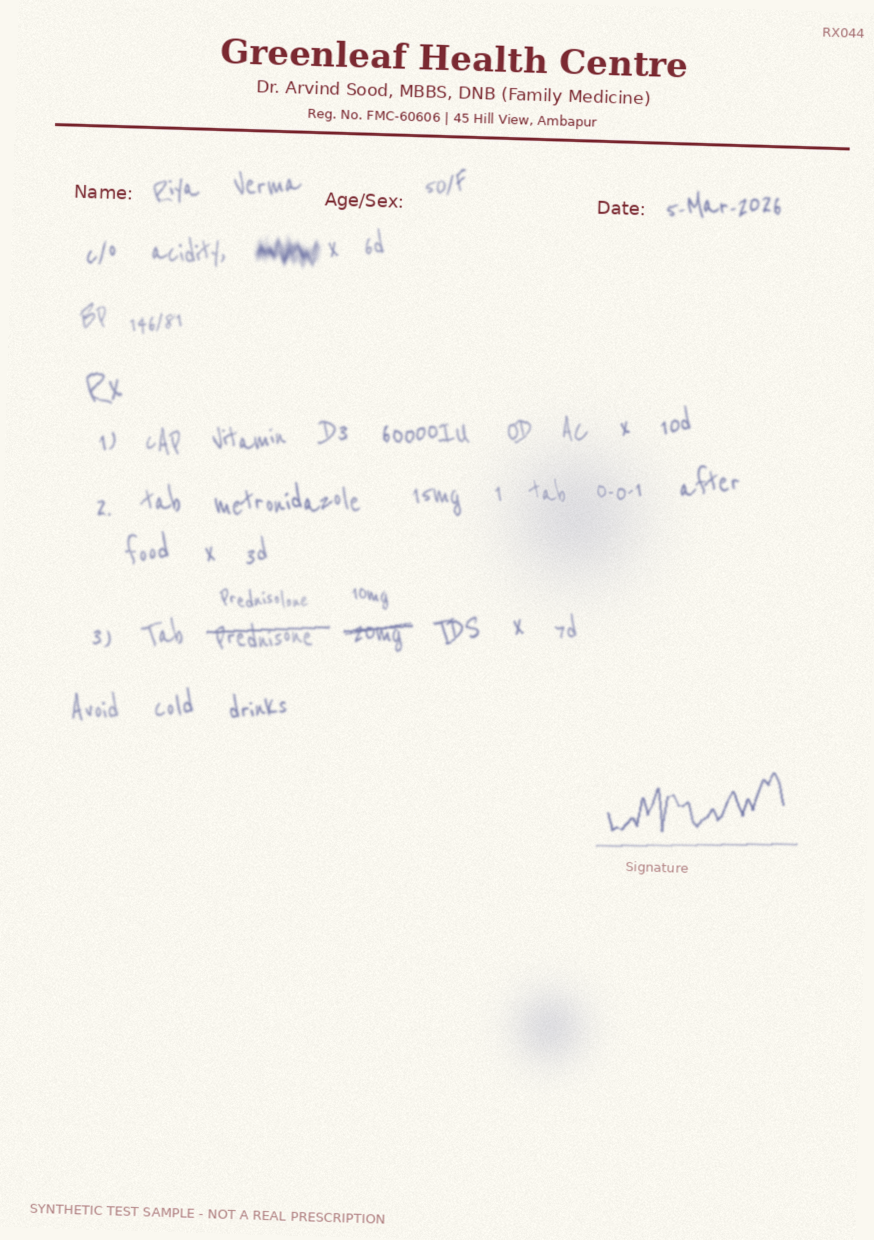 RX044
Greenleaf Health Centre
Dr. Arvind Sood, MBBS, DNB (Family Medicine)
Reg. No. FMC-60606 | 45 Hill View, Ambapur
Name: Riya Verma Age/Sex: 50/F Date: 5-Mar-2026
c/o acidity, x 6d
BP 146/81
Rx
1) cAP Vitamin D3 60000IU OD AC x 10d
2. tab metronidazole 15mg 1 tab 0-0-1 after
food x 3d
Prednisolone 10mg
3) Tab Prednisone 20mg TDS x 7d
Avoid cold drinks
Signature
SYNTHETIC TEST SAMPLE - NOT A REAL PRESCRIPTION